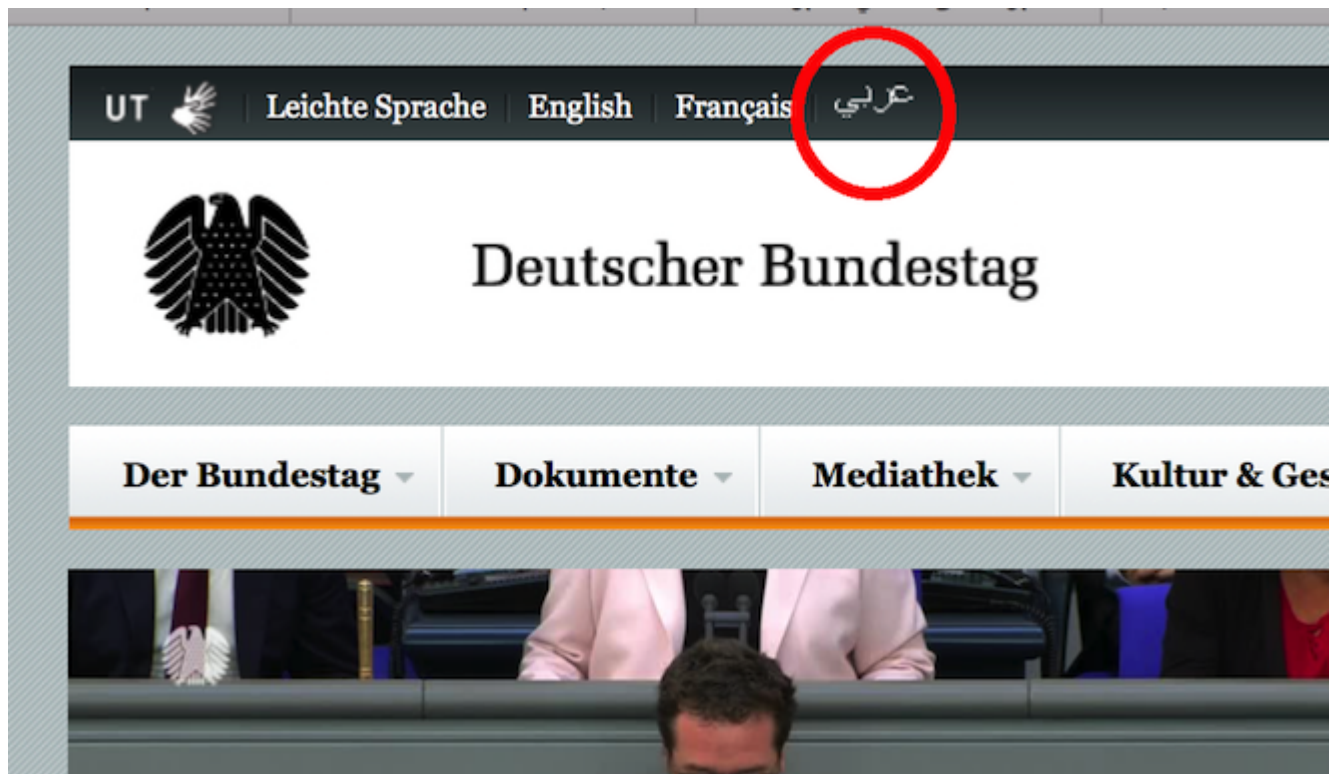 UT Leichte Sprache English Français عربي
Deutscher Bundestag
Der Bundestag Dokumente Mediathek Kultur & Ges